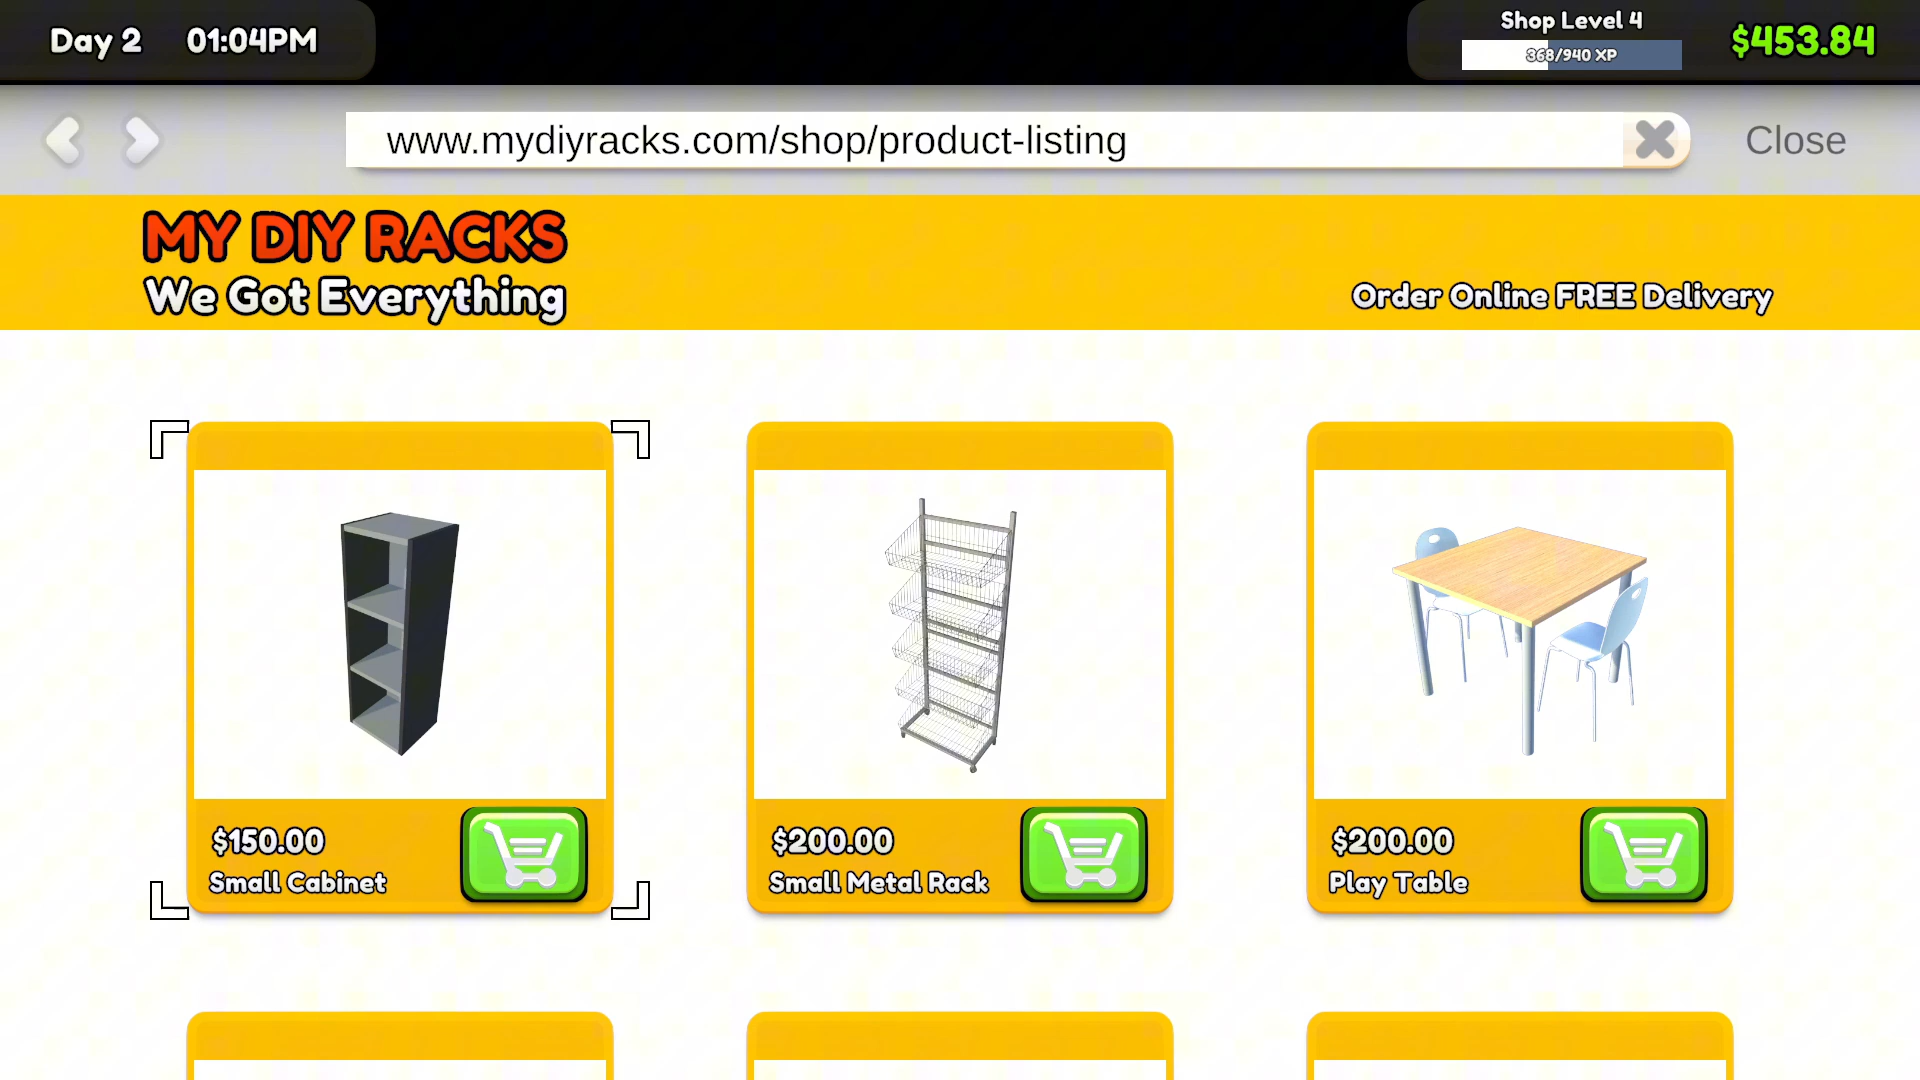 Day 2 01:04PM
Shop Level 4
368/940 XP
$453.84
www.mydiyracks.com/shop/product-listing
Close
MY DIY RACKS
We Got Everything
Order Online FREE Delivery
$150.00
Small Cabinet
$200.00
Small Metal Rack
$200.00
Play Table